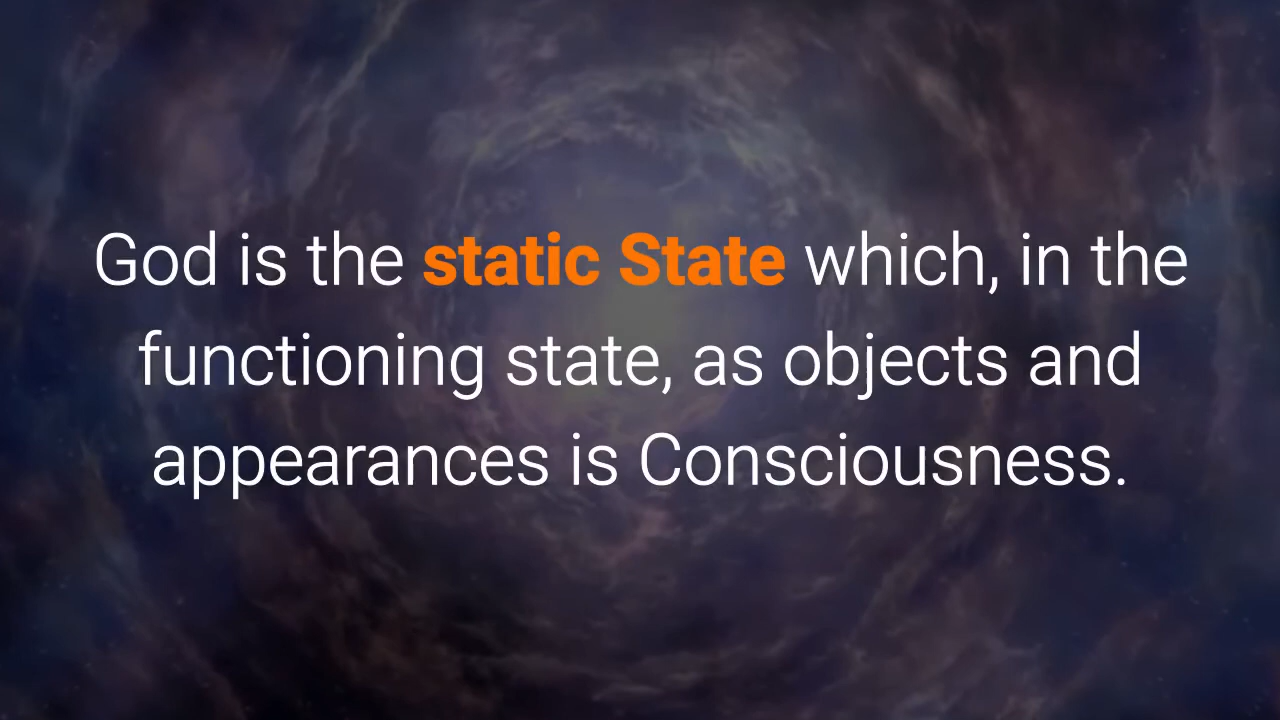 God is the static State which, in the
functioning state, as objects and
appearances is Consciousness.